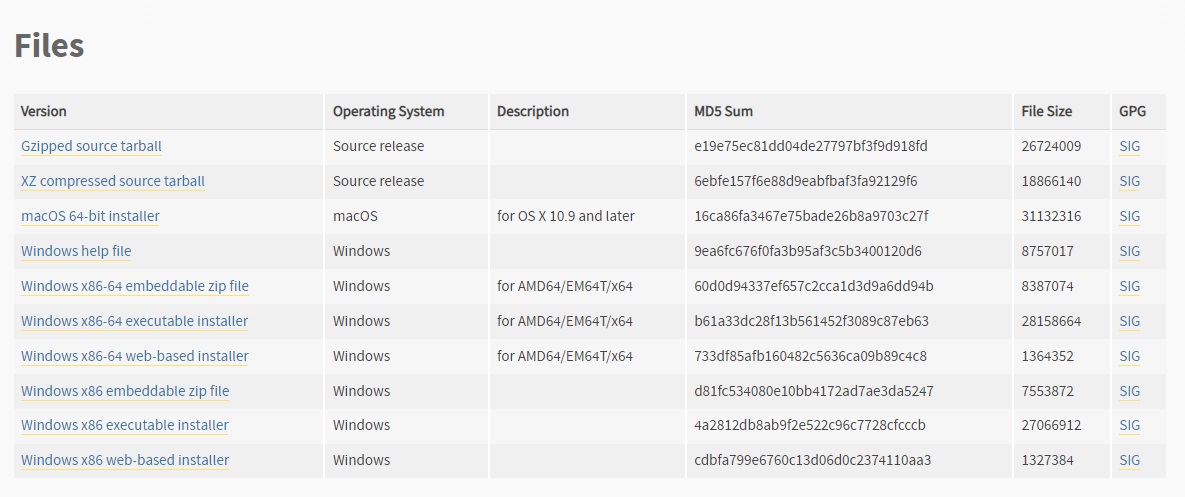 Files
Version Operating System Description MD5 Sum File Size GPG
Gzipped source tarball Source release e19e75ec81dd04de27797bf3f9d918fd 26724009 SIG
XZ compressed source tarball Source release 6ebfe157f6e88d9eabfbaf3fa92129f6 18866140 SIG
macOS 64-bit installer macOS for OS X 10.9 and later 16ca86fa3467e75bade26b8a9703c27f 31132316 SIG
Windows help file Windows 9ea6fc676f0fa3b95af3c5b3400120d6 8757017 SIG
Windows x86-64 embeddable zip file Windows for AMD64/EM64T/x64 60d0d94337ef657c2cca1d3d9a6dd94b 8387074 SIG
Windows x86-64 executable installer Windows for AMD64/EM64T/x64 b61a33dc28f13b561452f3089c87eb63 28158664 SIG
Windows x86-64 web-based installer Windows for AMD64/EM64T/x64 733df85afb160482c5636ca09b89c4c8 1364352 SIG
Windows x86 embeddable zip file Windows d81fc534080e10bb4172ad7ae3da5247 7553872 SIG
Windows x86 executable installer Windows 4a2812db8ab9f2e522c96c7728cfcccb 27066912 SIG
Windows x86 web-based installer Windows cdbfa799e6760c13d06d0c2374110aa3 1327384 SIG